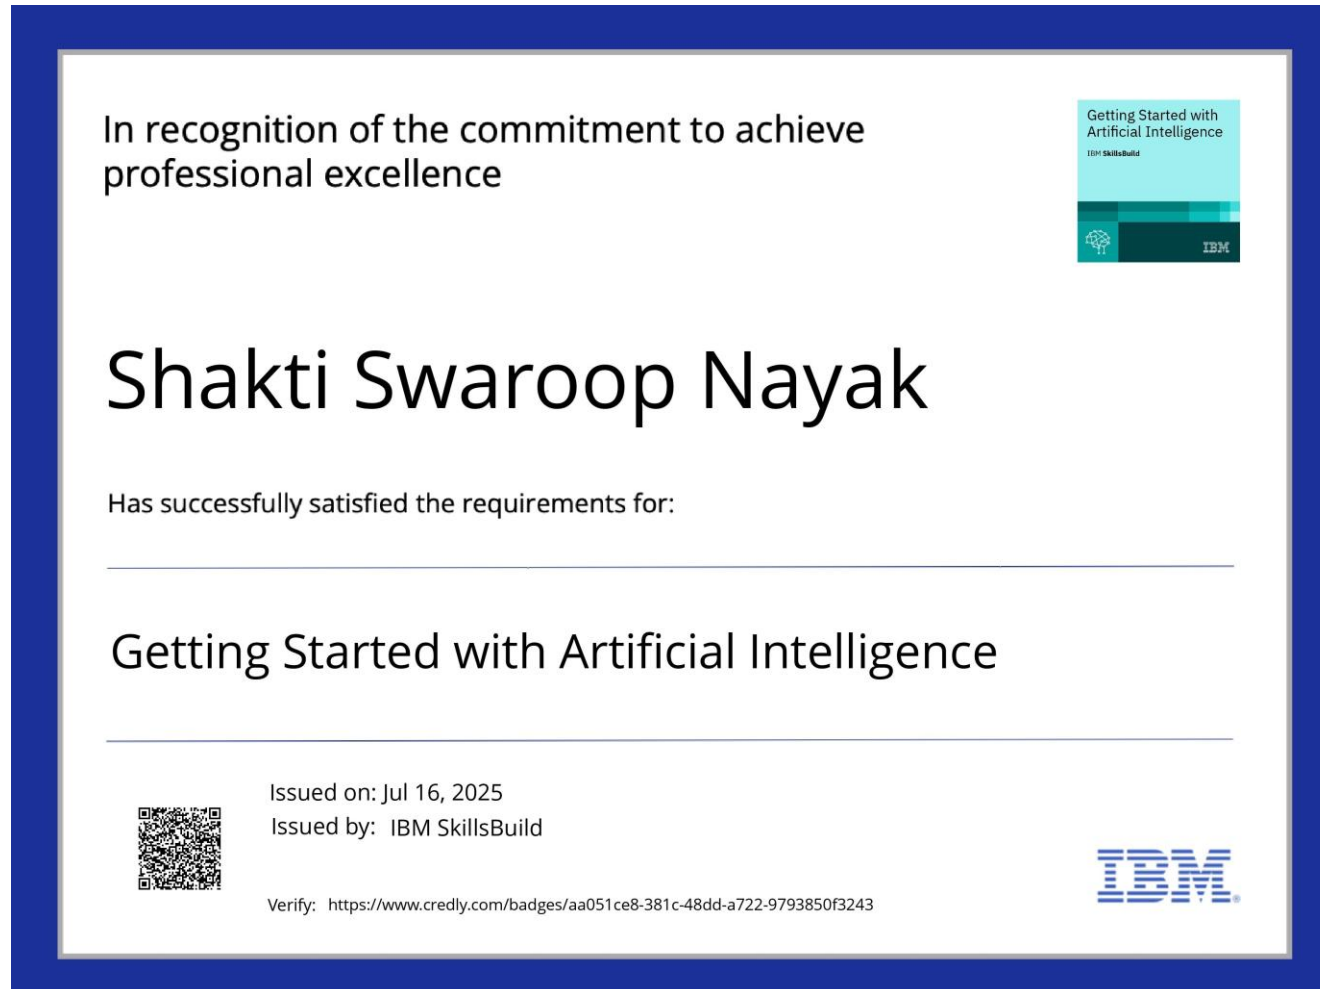 In recognition of the commitment to achieve
professional excellence
Getting Started with
Artificial Intelligence
IBM SkillsBuild
IBM
Shakti Swaroop Nayak
Has successfully satisfied the requirements for:
Getting Started with Artificial Intelligence
Issued on: Jul 16, 2025
Issued by: IBM SkillsBuild
IBM®
Verify: https://www.credly.com/badges/aa051ce8-381c-48dd-a722-9793850f3243